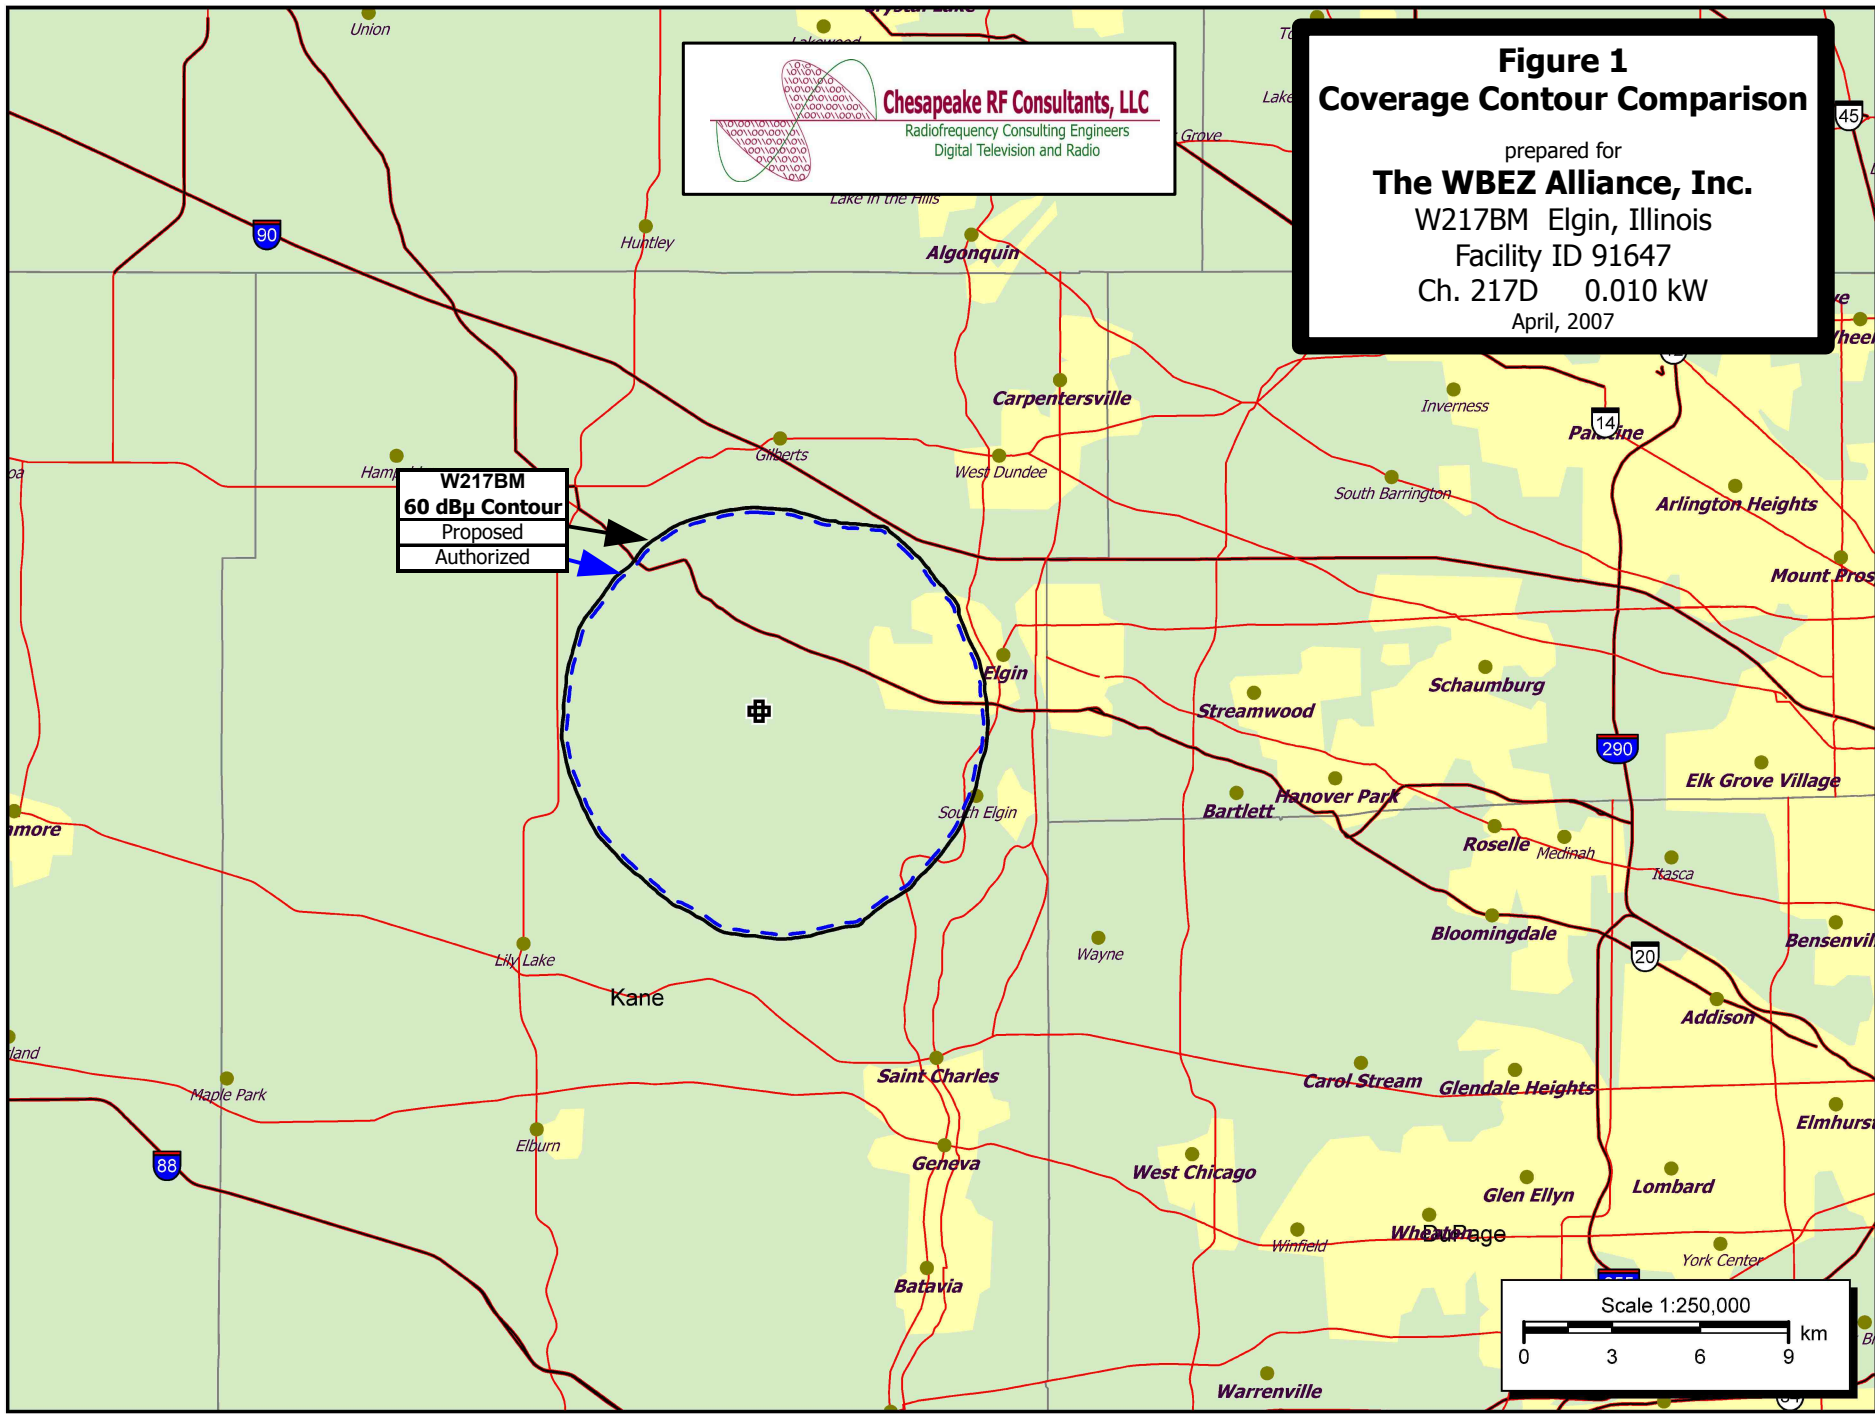 Union
Chesapeake RF Consultants, LLC
Radiofrequency Consulting Engineers
Digital Television and Radio
Figure 1
Coverage Contour Comparison
prepared for
The WBEZ Alliance, Inc.
W217BM Elgin, Illinois
Facility ID 91647
Ch. 217D 0.010 kW
April, 2007
45
Grove
Lake in the Hills
90
Huntley
Algonquin
Carpentersville
Inverness
14
Palatine
Gilberts
West Dundee
South Barrington
Arlington Heights
W217BM
60 dBµ Contour
Proposed
Authorized
Mount Pros
Elgin
Schaumburg
Streamwood
290
Elk Grove Village
Hanover Park
Bartlett
South Elgin
Roselle
Medinah
Itasca
Bloomingdale
Bensenvil
Wayne
Lily Lake
20
Kane
Addison
Saint Charles
Carol Stream
Glendale Heights
Maple Park
Elmhurst
Elburn
88
Geneva
West Chicago
Glen Ellyn
Lombard
Winfield
Wheaton
DuPage
York Center
Batavia
Warrenville
Scale 1:250,000
km
0 3 6 9